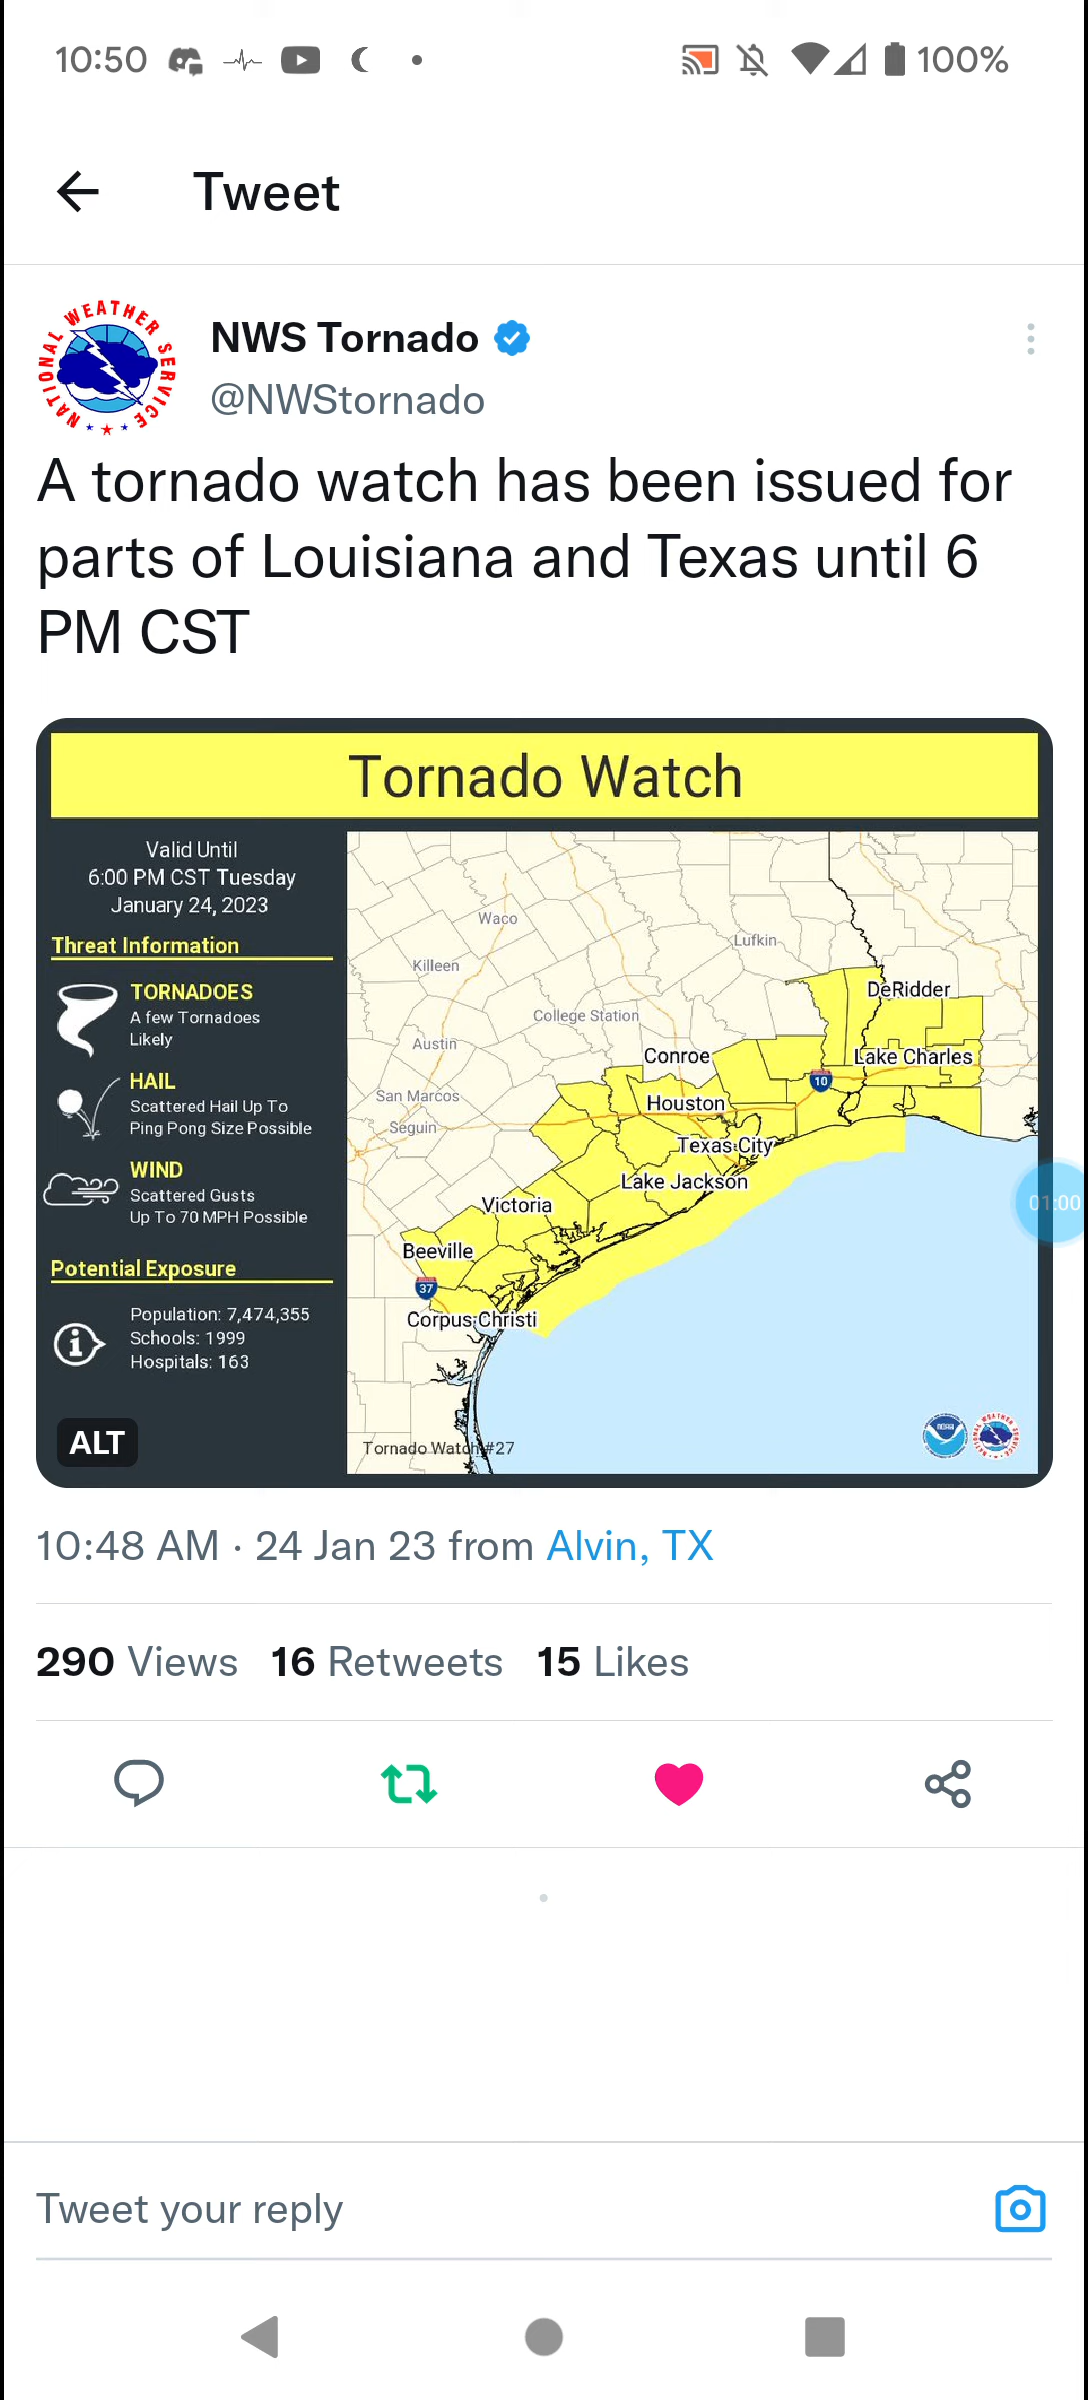 10:50
100%
Tweet
NATIONAL WEATHER SERVICE
NWS Tornado
@NWStornado
A tornado watch has been issued for
parts of Louisiana and Texas until 6
PM CST
Tornado Watch
Valid Until
6:00 PM CST Tuesday
January 24, 2023
Threat Information
TORNADOES
A few Tornadoes
Likely
HAIL
Scattered Hail Up To
Ping Pong Size Possible
WIND
Scattered Gusts
Up To 70 MPH Possible
Potential Exposure
Population: 7,474,355
Schools: 1999
Hospitals: 163
ALT
Waco
Lufkin
Killeen
DeRidder
College Station
Austin
Conroe
Lake Charles
10
San Marcos
Houston
Seguin
Texas City
Lake Jackson
Victoria
Beeville
37
Corpus Christi
Tornado Watch #27
01:00
10:48 AM · 24 Jan 23 from Alvin, TX
290 Views 16 Retweets 15 Likes
Tweet your reply